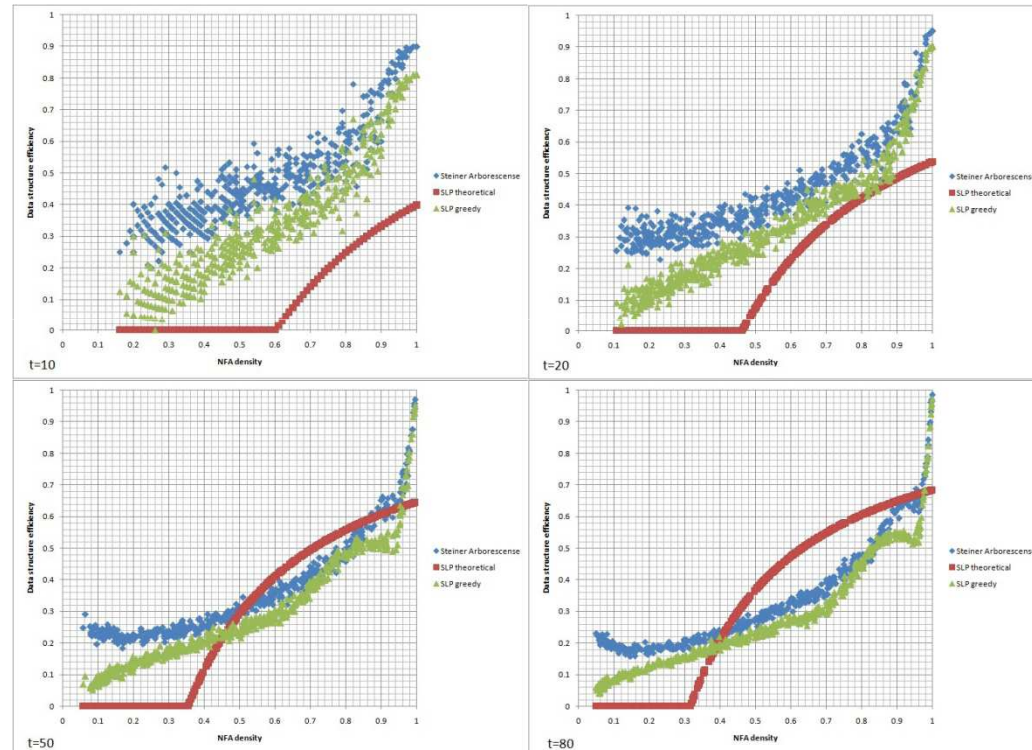 1
0.9
0.8
0.7
0.6
0.5
0.4
0.3
0.2
0.1
0
Data structure efficiency
0 0.1 0.2 0.3 0.4 0.5 0.6 0.7 0.8 0.9 1
NFA density
t=10
Steiner Arborescense
SLP theoretical
SLP greedy
1
0.9
0.8
0.7
0.6
0.5
0.4
0.3
0.2
0.1
0
Data structure efficiency
0 0.1 0.2 0.3 0.4 0.5 0.6 0.7 0.8 0.9 1
NFA density
t=20
Steiner Arborescense
SLP theoretical
SLP greedy
1
0.9
0.8
0.7
0.6
0.5
0.4
0.3
0.2
0.1
0
Data structure efficiency
0 0.1 0.2 0.3 0.4 0.5 0.6 0.7 0.8 0.9 1
NFA density
t=50
Steiner Arborescense
SLP theoretical
SLP greedy
1
0.9
0.8
0.7
0.6
0.5
0.4
0.3
0.2
0.1
0
Data structure efficiency
0 0.1 0.2 0.3 0.4 0.5 0.6 0.7 0.8 0.9 1
NFA density
t=80
Steiner Arborescense
SLP theoretical
SLP greedy